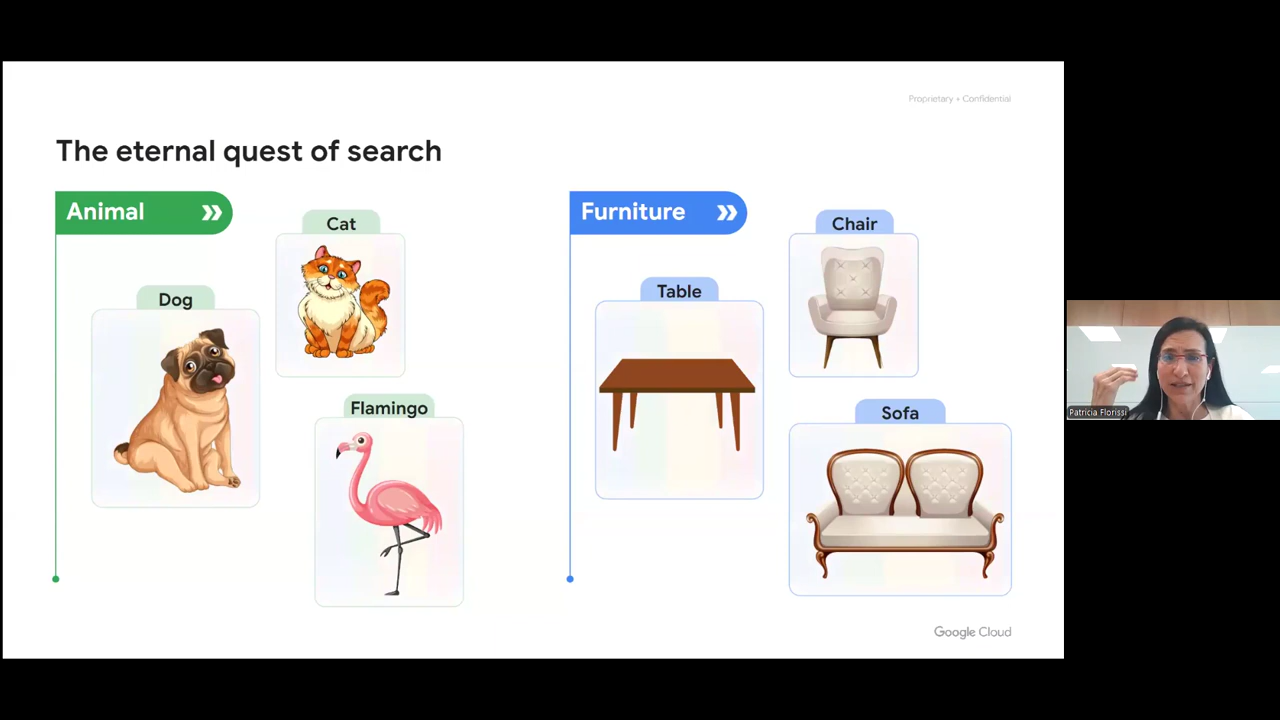 Proprietary + Confidential
The eternal quest of search
Animal
Cat
Dog
Flamingo
Furniture
Chair
Table
Sofa
Google Cloud
Patricia Florissi